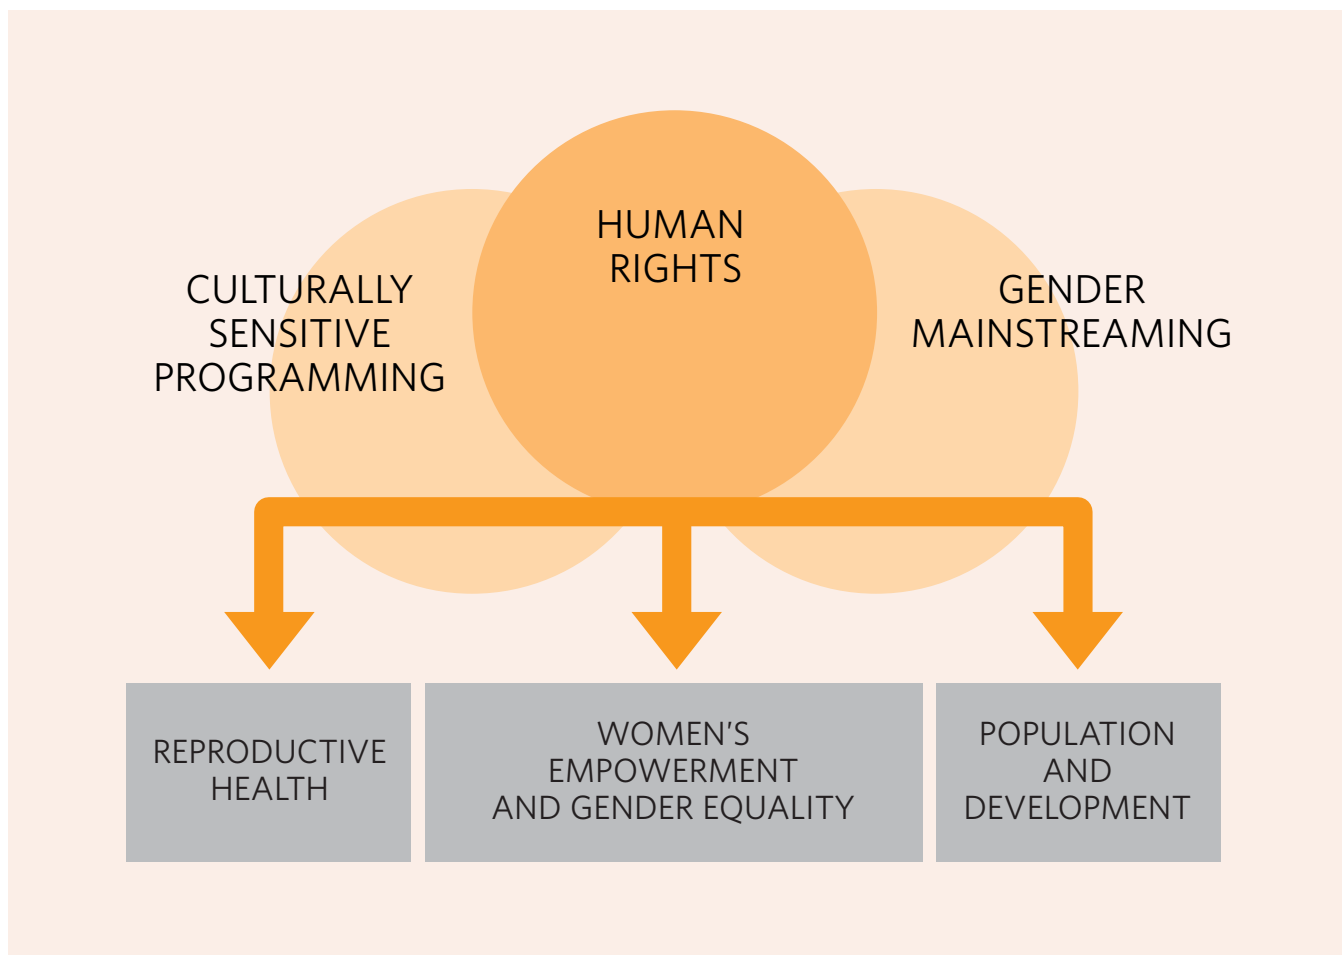 HUMAN
RIGHTS
CULTURALLY
SENSITIVE
PROGRAMMING
GENDER
MAINSTREAMING
REPRODUCTIVE
HEALTH
WOMEN'S
EMPOWERMENT
AND GENDER EQUALITY
POPULATION
AND
DEVELOPMENT